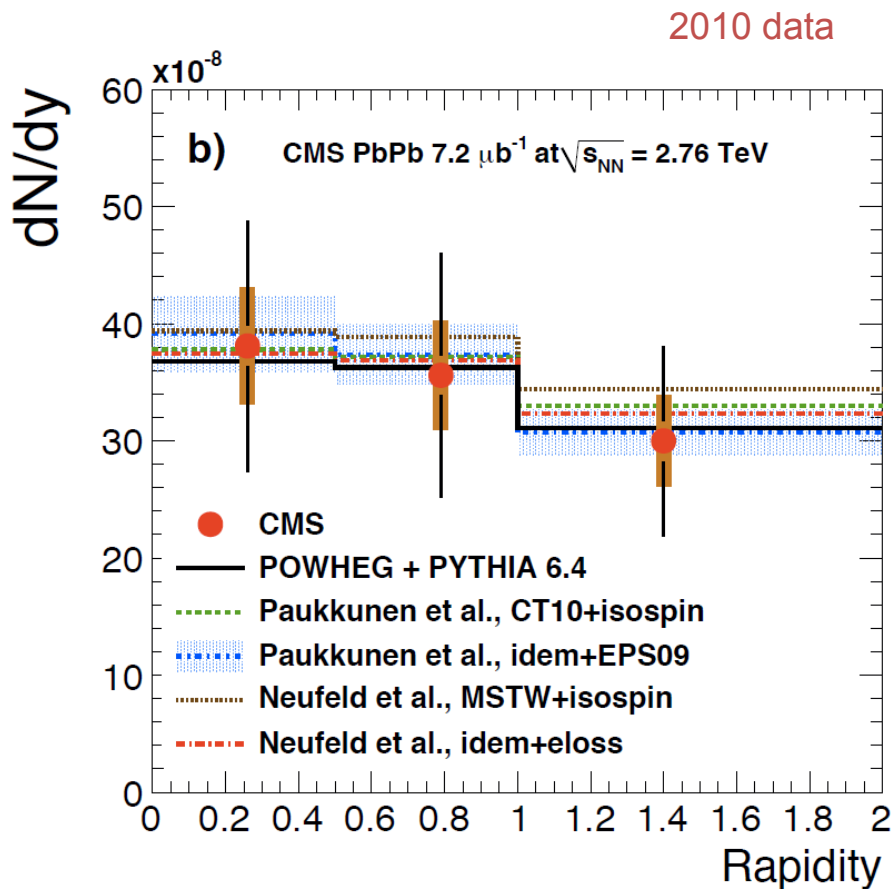 2010 data
x10⁻⁸
dN/dy
60
50
40
30
20
10
0
b) CMS PbPb 7.2 μb⁻¹ at √s_NN = 2.76 TeV
CMS
POWHEG + PYTHIA 6.4
Paukkunen et al., CT10+isospin
Paukkunen et al., idem+EPS09
Neufeld et al., MSTW+isospin
Neufeld et al., idem+eloss
0 0.2 0.4 0.6 0.8 1 1.2 1.4 1.6 1.8 2
Rapidity